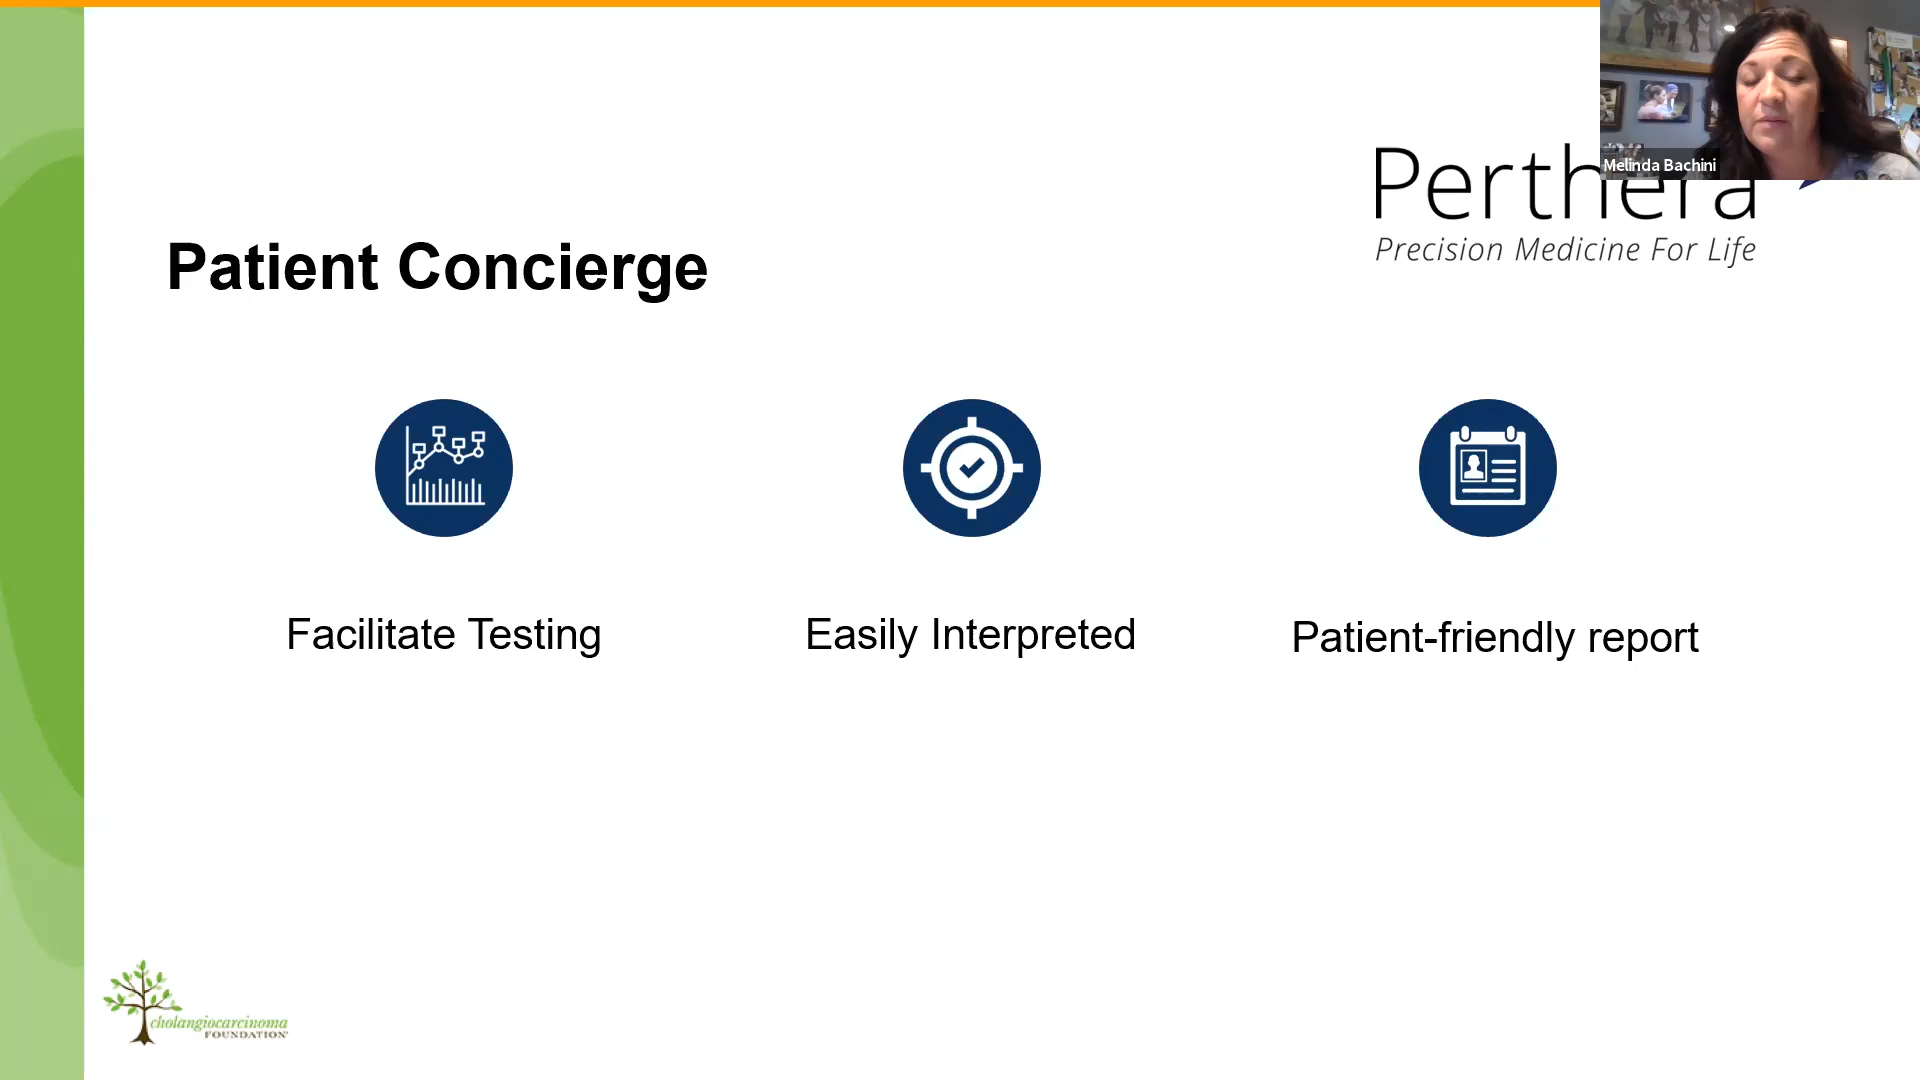 Melinda Bachini
Perthera
Precision Medicine For Life
Patient Concierge
Facilitate Testing
Easily Interpreted
Patient-friendly report
cholangiocarcinoma
FOUNDATION